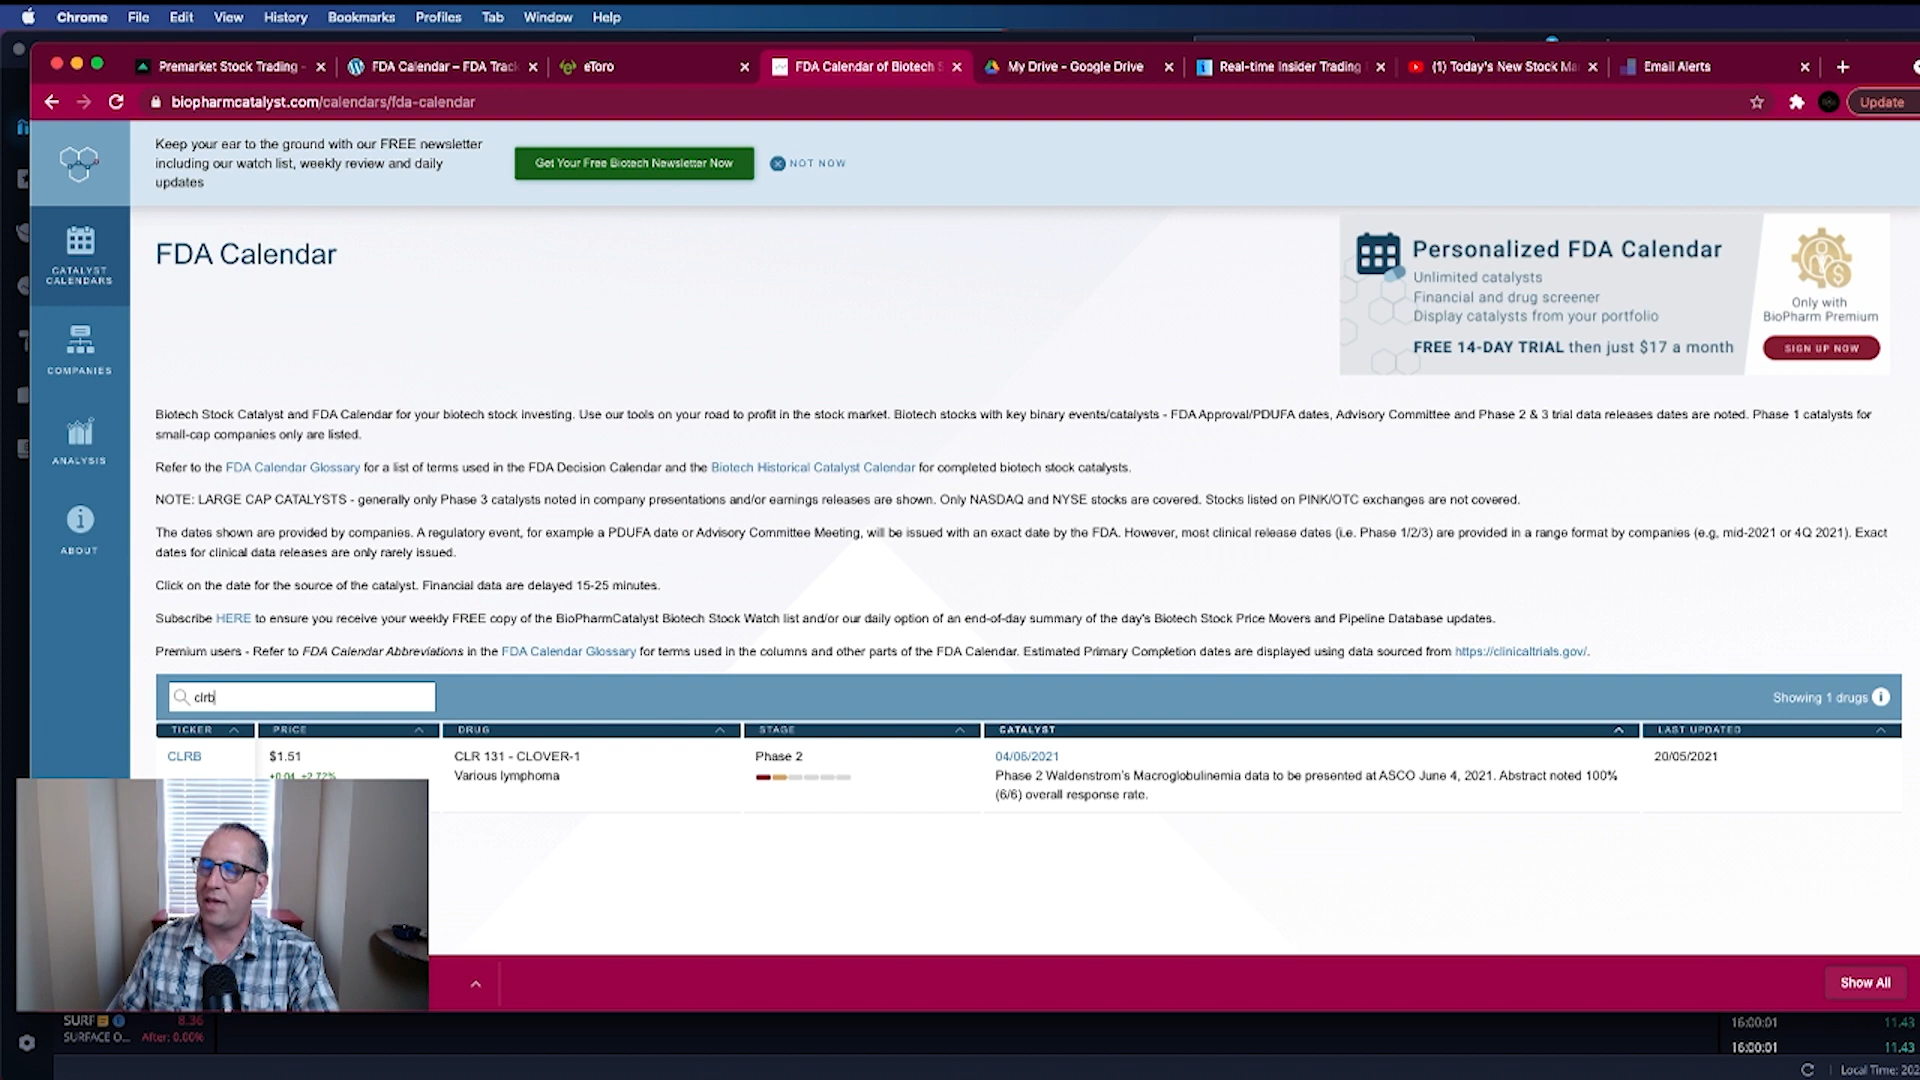 Chrome File Edit View History Bookmarks Profiles Tab Window Help
Premarket Stock Trading - FDA Calendar – FDA Track eToro FDA Calendar of Biotech S My Drive - Google Drive Real-time Insider Trading (1) Today's New Stock Ma Email Alerts
biopharmcatalyst.com/calendars/fda-calendar
Update
Keep your ear to the ground with our FREE newsletter
including our watch list, weekly review and daily
updates
Get Your Free Biotech Newsletter Now
NOT NOW
CATALYST
CALENDARS
COMPANIES
ANALYSIS
ABOUT
FDA Calendar
Personalized FDA Calendar
Unlimited catalysts
Financial and drug screener
Display catalysts from your portfolio
FREE 14-DAY TRIAL then just $17 a month
Only with
BioPharm Premium
SIGN UP NOW
Biotech Stock Catalyst and FDA Calendar for your biotech stock investing. Use our tools on your road to profit in the stock market. Biotech stocks with key binary events/catalysts - FDA Approval/PDUFA dates, Advisory Committee and Phase 2 & 3 trial data releases dates are noted. Phase 1 catalysts for
small-cap companies only are listed.
Refer to the FDA Calendar Glossary for a list of terms used in the FDA Decision Calendar and the Biotech Historical Catalyst Calendar for completed biotech stock catalysts.
NOTE: LARGE CAP CATALYSTS - generally only Phase 3 catalysts noted in company presentations and/or earnings releases are shown. Only NASDAQ and NYSE stocks are covered. Stocks listed on PINK/OTC exchanges are not covered.
The dates shown are provided by companies. A regulatory event, for example a PDUFA date or Advisory Committee Meeting, will be issued with an exact date by the FDA. However, most clinical release dates (i.e. Phase 1/2/3) are provided in a range format by companies (e.g, mid-2021 or 4Q 2021). Exact
dates for clinical data releases are only rarely issued.
Click on the date for the source of the catalyst. Financial data are delayed 15-25 minutes.
Subscribe HERE to ensure you receive your weekly FREE copy of the BioPharmCatalyst Biotech Stock Watch list and/or our daily option of an end-of-day summary of the day's Biotech Stock Price Movers and Pipeline Database updates.
Premium users - Refer to FDA Calendar Abbreviations in the FDA Calendar Glossary for terms used in the columns and other parts of the FDA Calendar. Estimated Primary Completion dates are displayed using data sourced from https://clinicaltrials.gov/.
clrb
Showing 1 drugs
TICKER PRICE DRUG STAGE CATALYST LAST UPDATED
CLRB $1.51 CLR 131 - CLOVER-1 Phase 2 04/06/2021 20/05/2021
+0.04 +2.72% Various lymphoma Phase 2 Waldenstrom's Macroglobulinemia data to be presented at ASCO June 4, 2021. Abstract noted 100%
(6/6) overall response rate.
Show All
SURF 8.36
SURFACE O... After: 0.00%
16:00:01 11.43
16:00:01 11.43
Local Time: 202